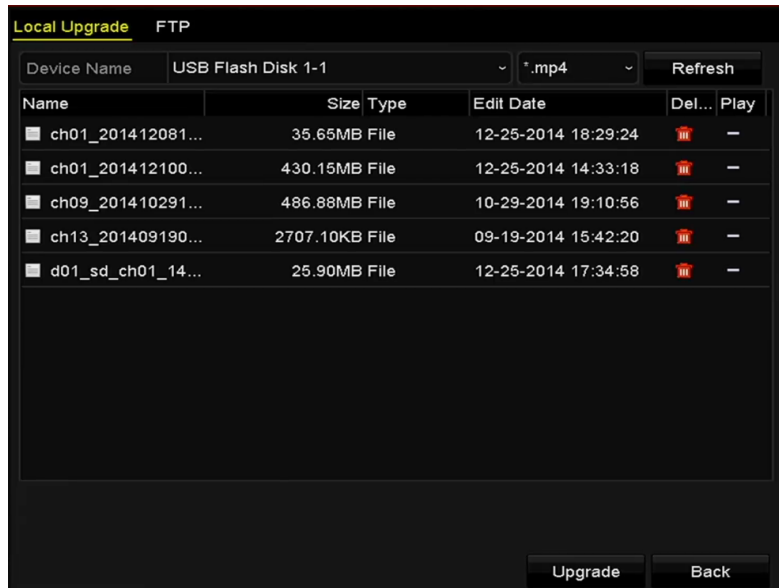 Local Upgrade FTP
Device Name USB Flash Disk 1-1 *.mp4 Refresh
Name Size Type Edit Date Del... Play
ch01_201412081... 35.65MB File 12-25-2014 18:29:24 –
ch01_201412100... 430.15MB File 12-25-2014 14:33:18 –
ch09_201410291... 486.88MB File 10-29-2014 19:10:56 –
ch13_201409190... 2707.10KB File 09-19-2014 15:42:20 –
d01_sd_ch01_14... 25.90MB File 12-25-2014 17:34:58 –
Upgrade Back